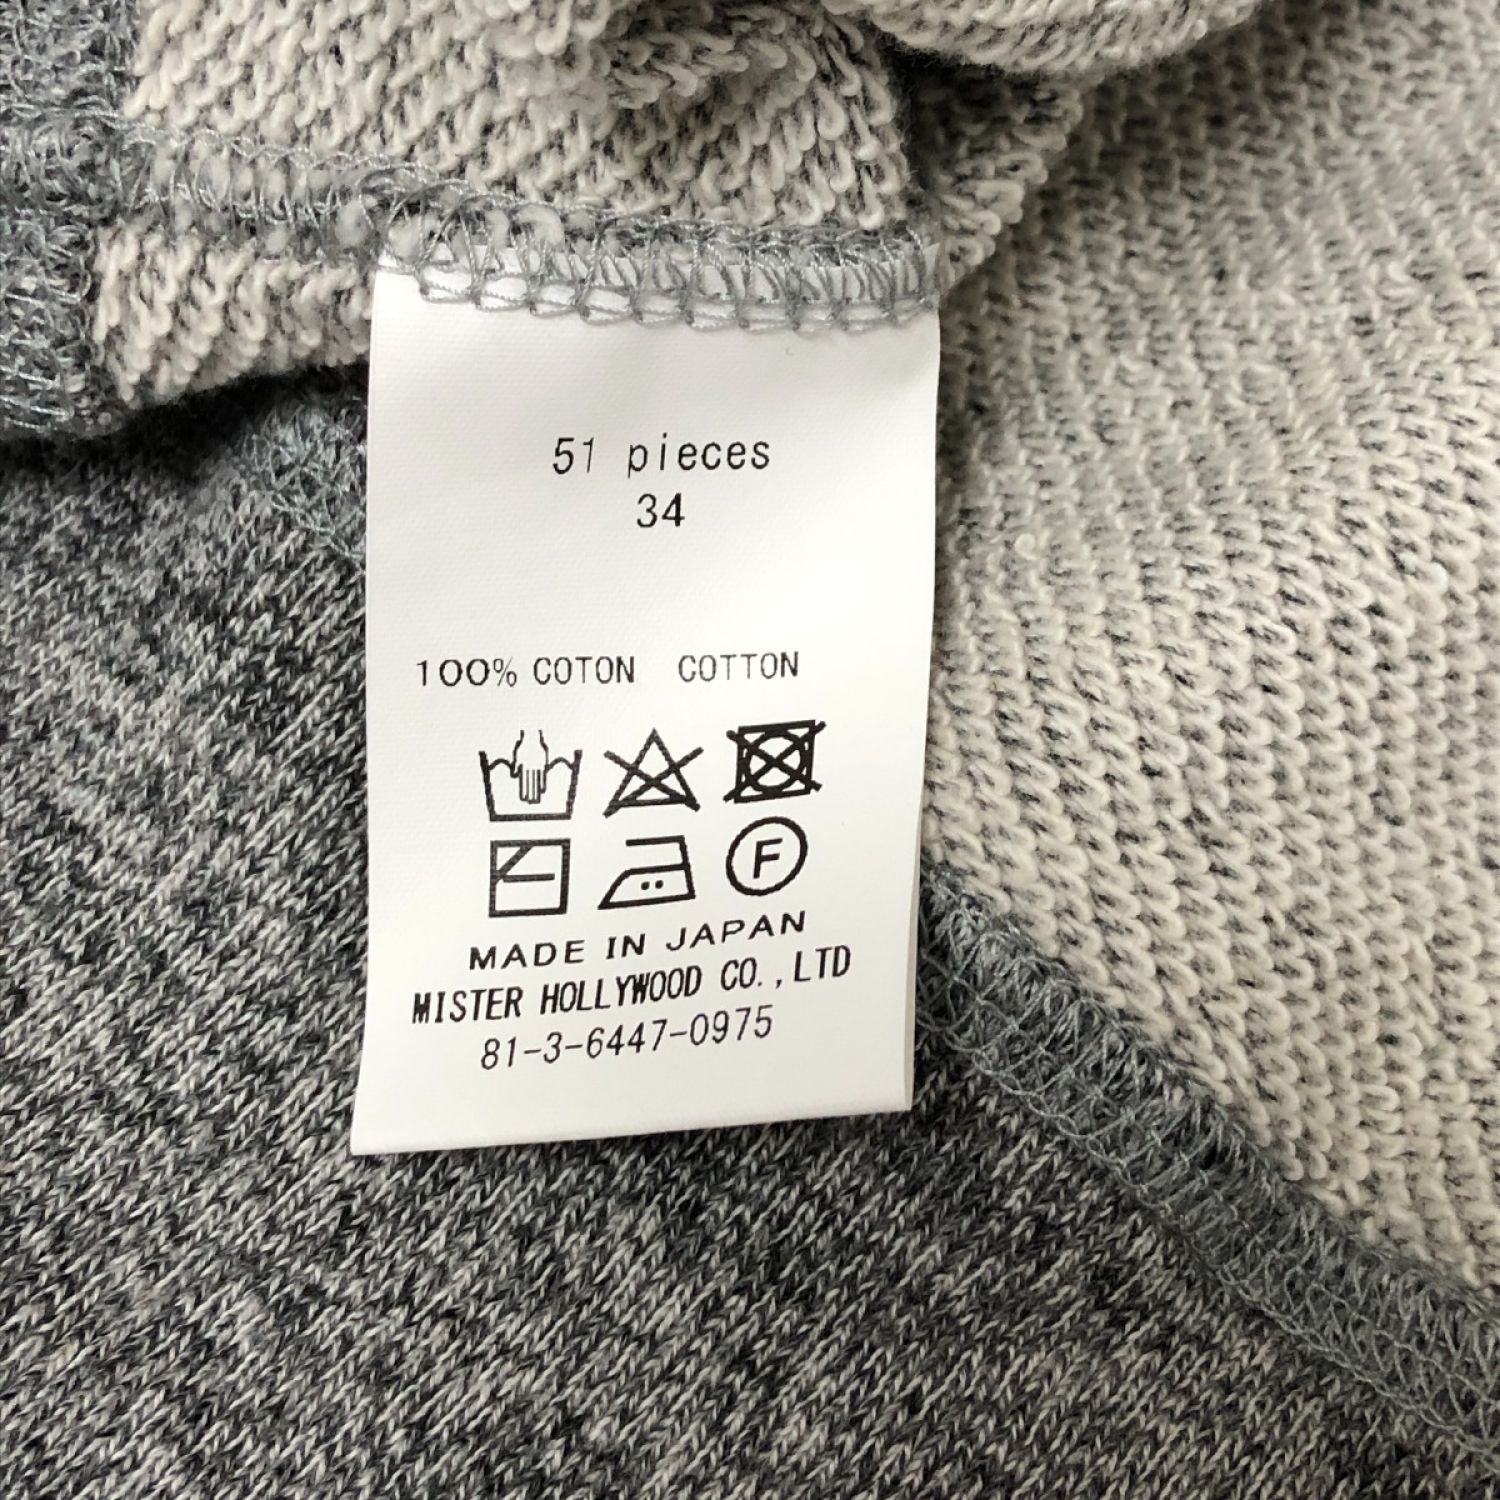 51 pieces
34
100% COTON COTTON
F
MADE IN JAPAN
MISTER HOLLYWOOD CO.,LTD
81-3-6447-0975